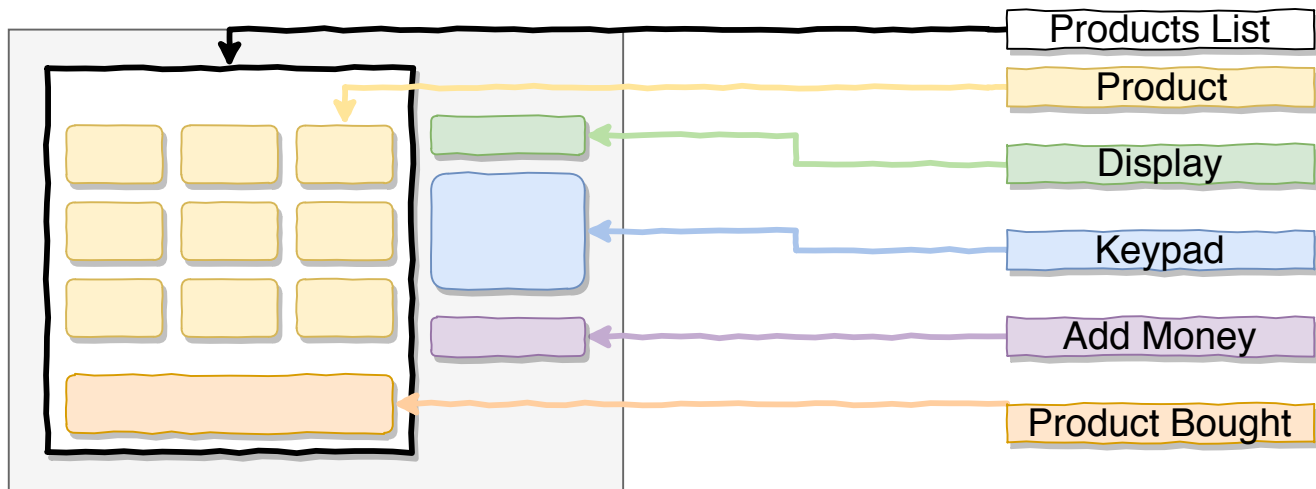 Products List
Product
Display
Keypad
Add Money
Product Bought